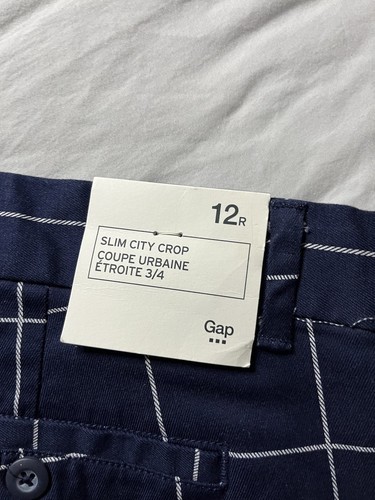 12R
SLIM CITY CROP
COUPE URBAINE
ÉTROITE 3/4
Gap